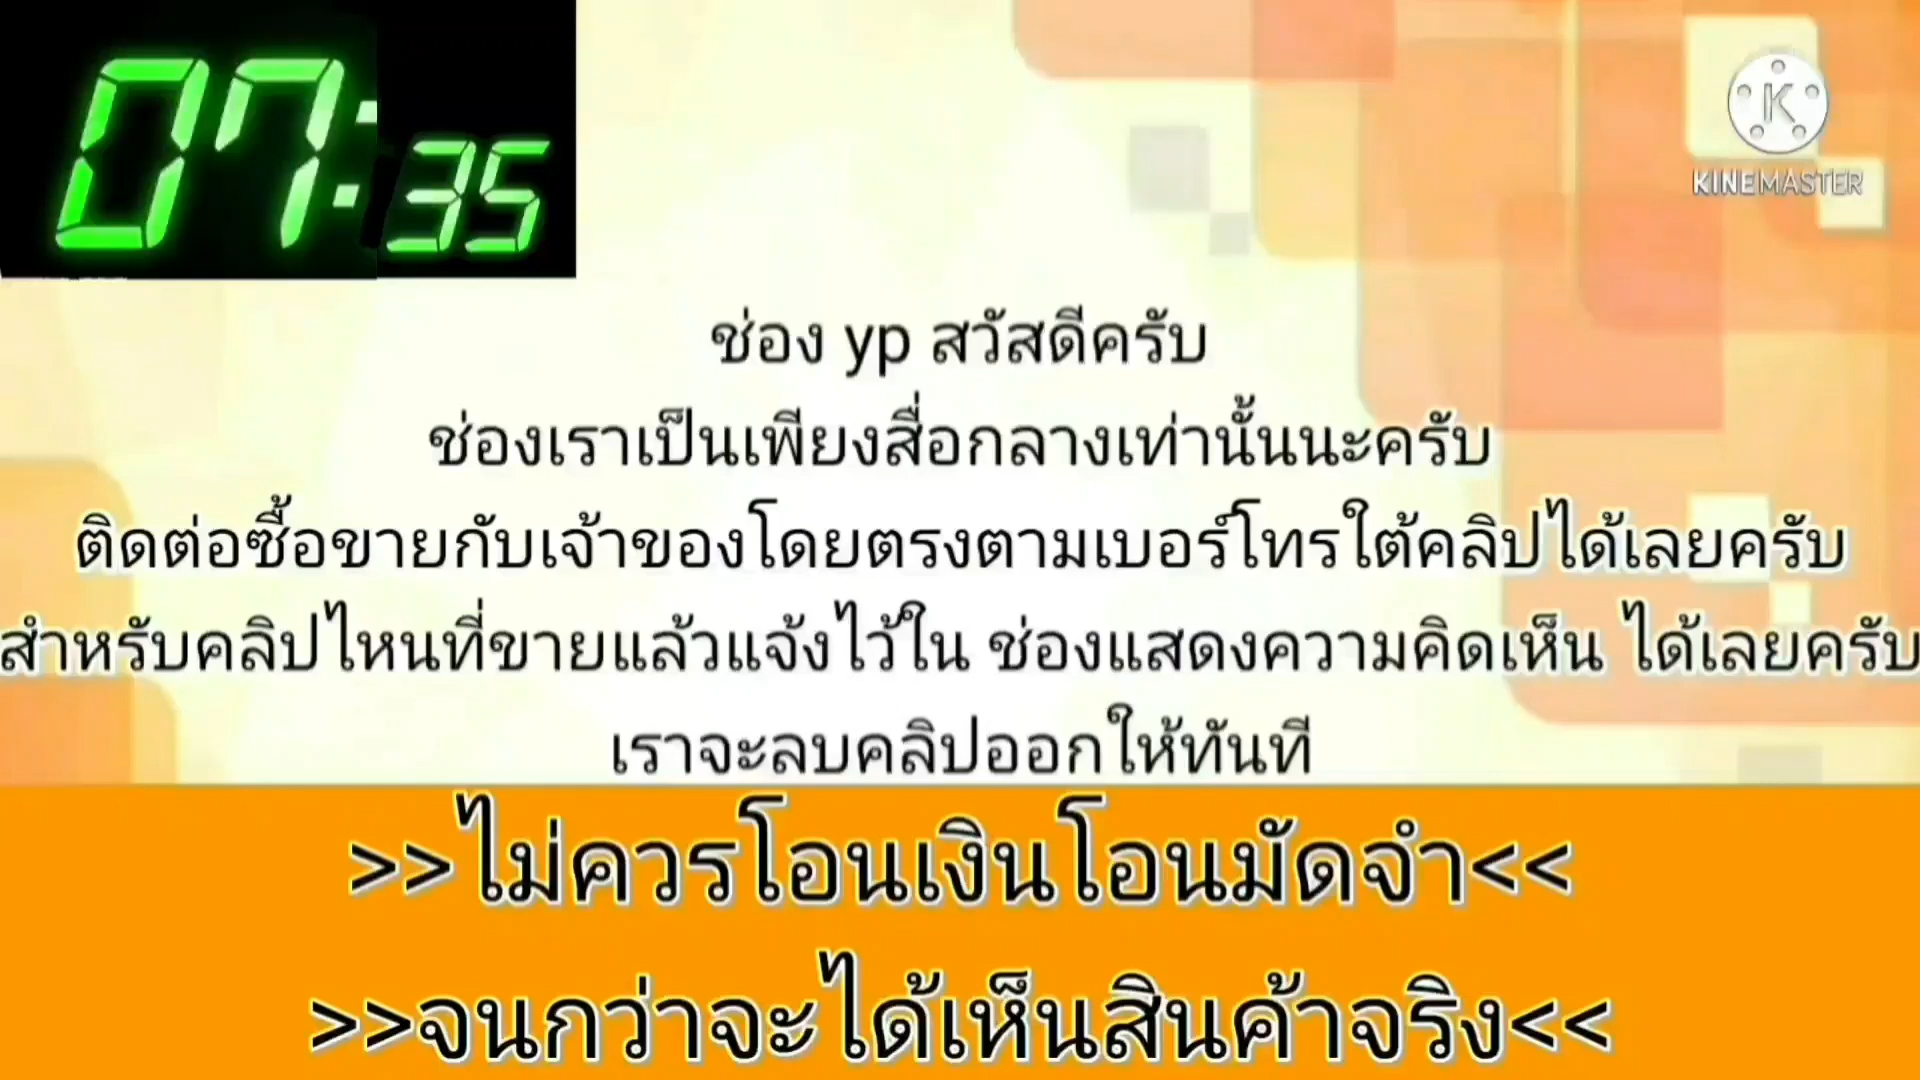 07:35
KINEMASTER
ช่อง yp สวัสดีครับ
ช่องเราเป็นเพียงสื่อกลางเท่านั้นนะครับ
ติดต่อซื้อขายกับเจ้าของโดยตรงตามเบอร์โทรใต้คลิปได้เลยครับ
สำหรับคลิปไหนที่ขายแล้วแจ้งไว้ใน ช่องแสดงความคิดเห็น ได้เลยครับ
เราจะลบคลิปออกให้ทันที
>>ไม่ควรโอนเงินโอนมัดจำ<<
>>จนกว่าจะได้เห็นสินค้าจริง<<